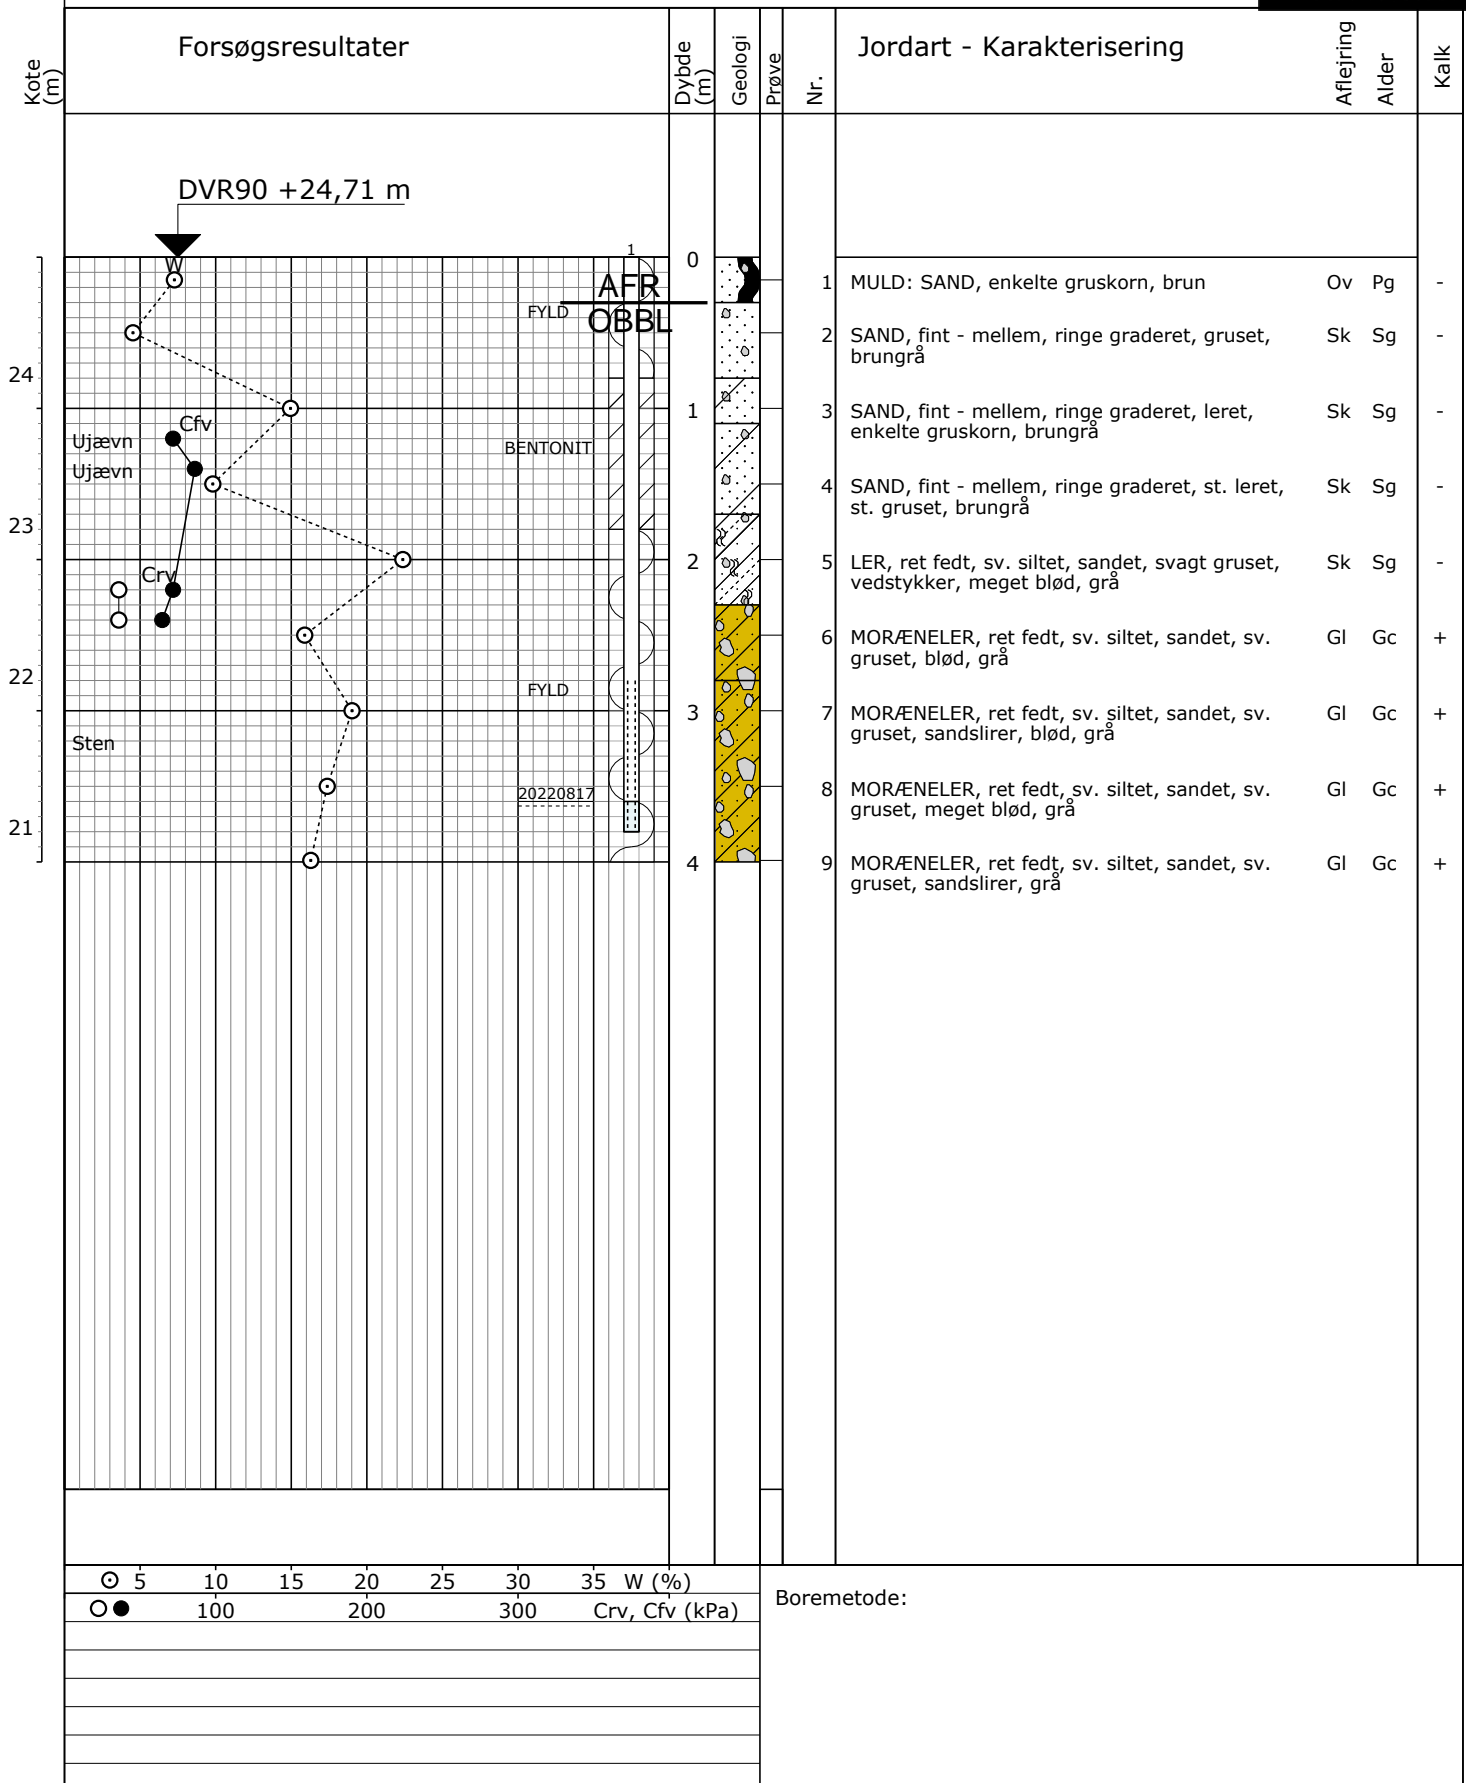 Kote (m)
Forsøgsresultater
Dybde (m)
Geologi
Prøve
Nr.
Jordart - Karakterisering
Aflejring
Alder
Kalk
DVR90 +24,71 m
W
1
0
AFR
OBBL
FYLD
1 MULD: SAND, enkelte gruskorn, brun Ov Pg -
2 SAND, fint - mellem, ringe graderet, gruset, Sk Sg -
brungrå
24
1
3 SAND, fint - mellem, ringe graderet, leret, Sk Sg -
enkelte gruskorn, brungrå
Cfv
Ujævn
BENTONIT
Ujævn
4 SAND, fint - mellem, ringe graderet, st. leret, Sk Sg -
st. gruset, brungrå
23
2
5 LER, ret fedt, sv. siltet, sandet, svagt gruset, Sk Sg -
vedstykker, meget blød, grå
Crv
6 MORÆNELER, ret fedt, sv. siltet, sandet, sv. Gl Gc +
gruset, blød, grå
22
FYLD
3
7 MORÆNELER, ret fedt, sv. siltet, sandet, sv. Gl Gc +
gruset, sandslirer, blød, grå
Sten
20220817
8 MORÆNELER, ret fedt, sv. siltet, sandet, sv. Gl Gc +
gruset, meget blød, grå
21
4
9 MORÆNELER, ret fedt, sv. siltet, sandet, sv. Gl Gc +
gruset, sandslirer, grå
5 10 15 20 25 30 35 W (%)
100 200 300 Crv, Cfv (kPa)
Boremetode: